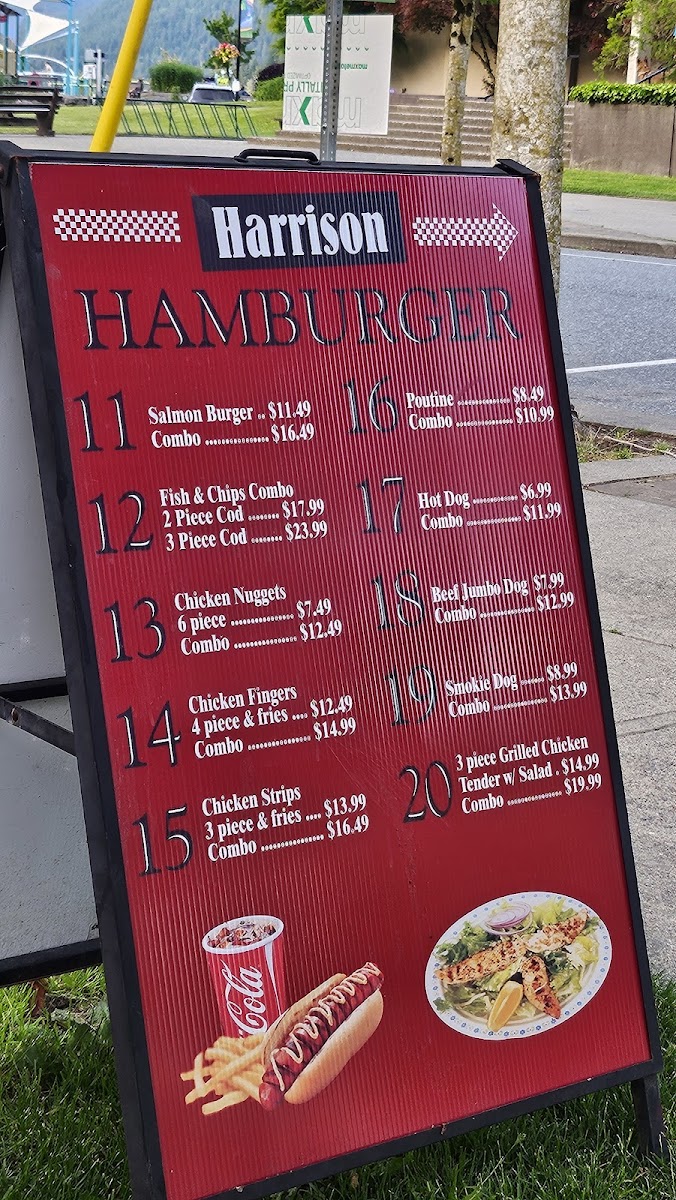 Harrison
HAMBURGER
11
Salmon Burger .. $11.49
Combo ............... $16.49
12
Fish & Chips Combo
2 Piece Cod ........ $17.99
3 Piece Cod ........ $23.99
13
Chicken Nuggets
6 piece ............... $7.49
Combo ............... $12.49
14
Chicken Fingers
4 piece & fries .... $12.49
Combo ............... $14.99
15
Chicken Strips
3 piece & fries .... $13.99
Combo ............... $16.49
16
Poutine ............. $8.49
Combo .............. $10.99
17
Hot Dog ........... $6.99
Combo ............. $11.99
18
Beef Jumbo Dog $7.99
Combo ............. $12.99
19
Smokie Dog ...... $8.99
Combo ............. $13.99
20
3 piece Grilled Chicken
Tender w/ Salad . $14.99
Combo ............. $19.99
Cola